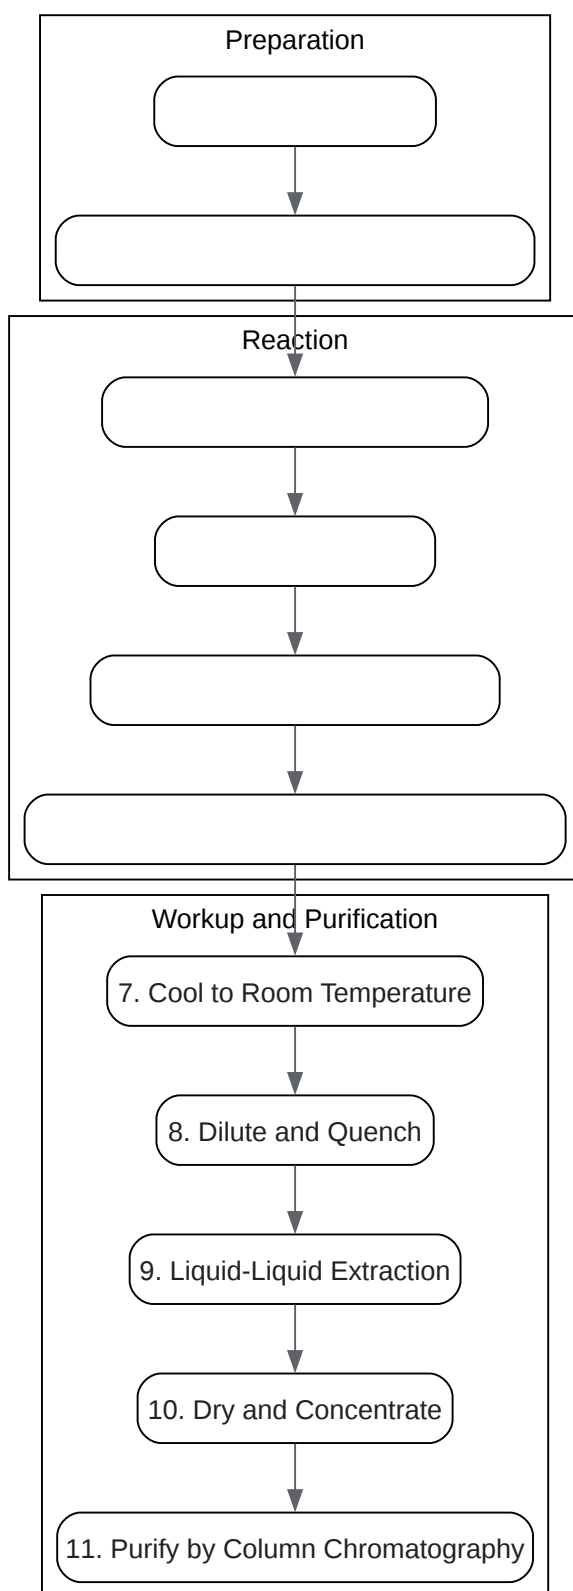 Preparation
Reaction
Workup and Purification
7. Cool to Room Temperature
8. Dilute and Quench
9. Liquid-Liquid Extraction
10. Dry and Concentrate
11. Purify by Column Chromatography